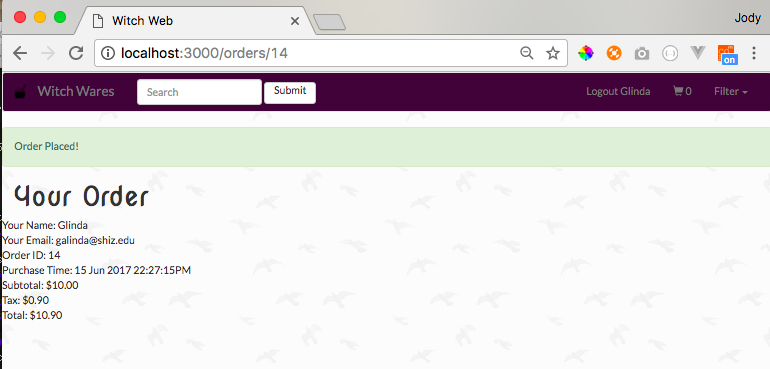 Witch Web
Jody
localhost:3000/orders/14
on
Witch Wares
Search
Submit
Logout Glinda
0
Filter
Order Placed!
Your Order
Your Name: Glinda
Your Email: galinda@shiz.edu
Order ID: 14
Purchase Time: 15 Jun 2017 22:27:15PM
Subtotal: $10.00
Tax: $0.90
Total: $10.90